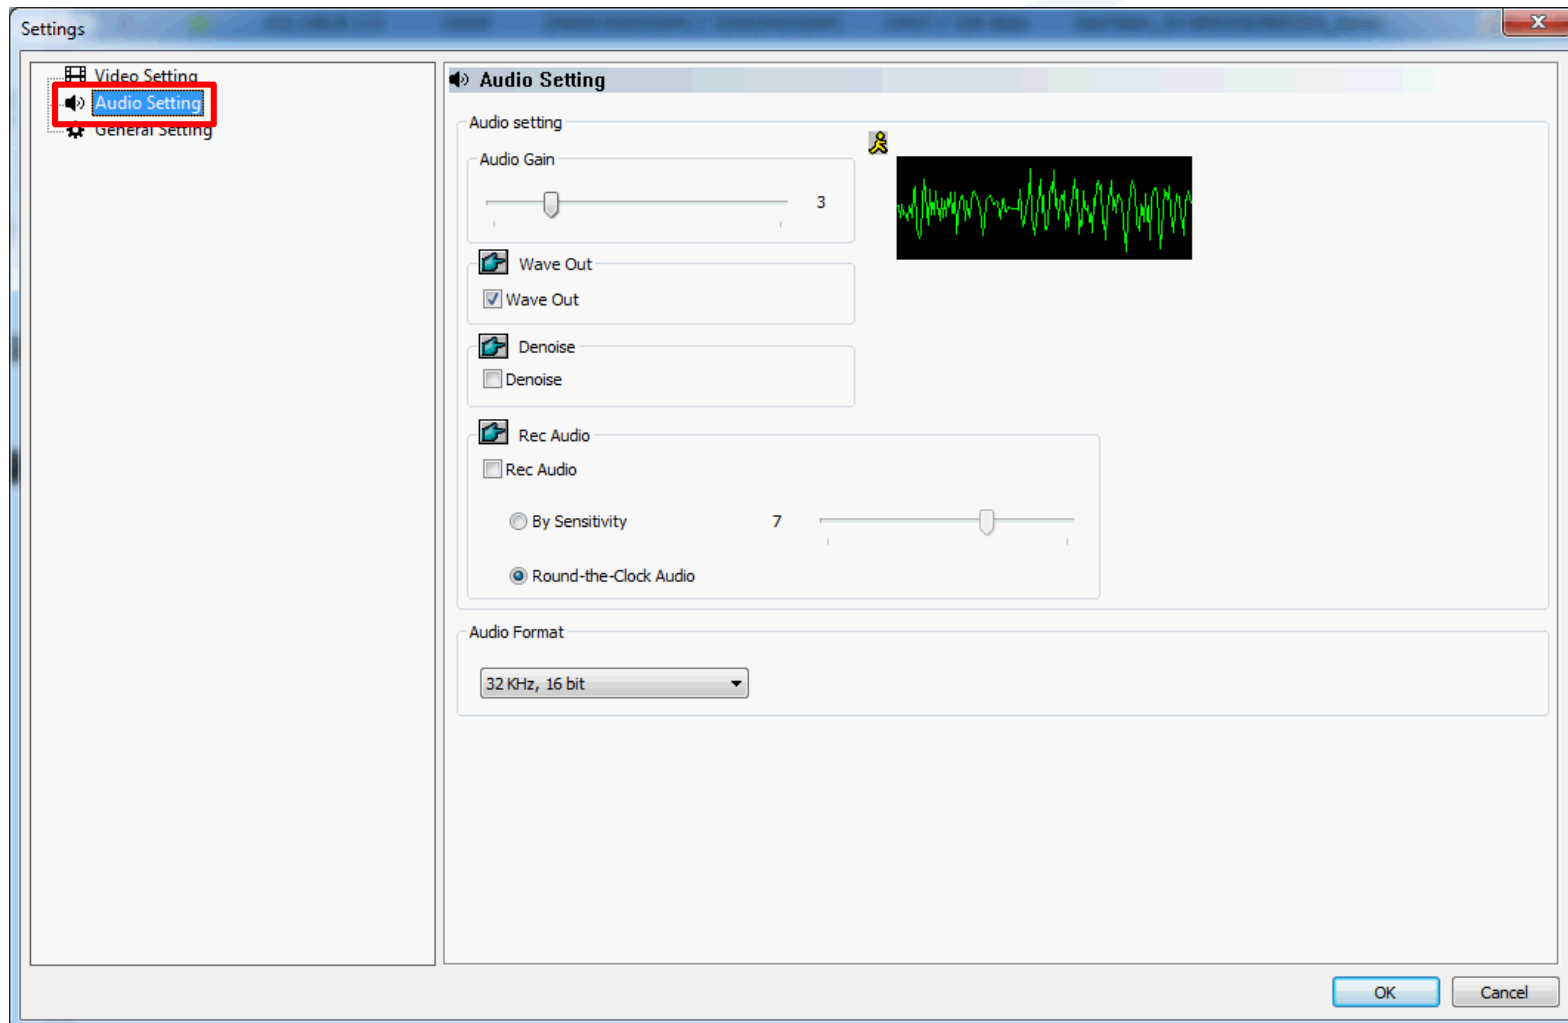 Settings
Video Setting
Audio Setting
General Setting
Audio Setting
Audio setting
Audio Gain
3
Wave Out
Wave Out
Denoise
Denoise
Rec Audio
Rec Audio
By Sensitivity 7
Round-the-Clock Audio
Audio Format
32 KHz, 16 bit
OK Cancel